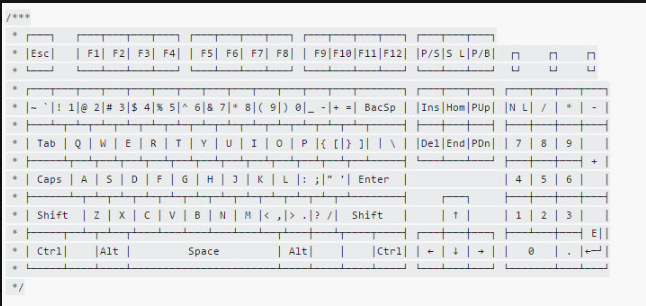 /***
 * ┌───┐   ┌───┬───┬───┬───┐ ┌───┬───┬───┬───┐ ┌───┬───┬───┬───┐ ┌───┬───┬───┐
 * │Esc│   │ F1│ F2│ F3│ F4│ │ F5│ F6│ F7│ F8│ │ F9│F10│F11│F12│ │P/S│S L│P/B│  ┌┐    ┌┐    ┌┐
 * └───┘   └───┴───┴───┴───┘ └───┴───┴───┴───┘ └───┴───┴───┴───┘ └───┴───┴───┘  └┘    └┘    └┘
 * ┌───┬───┬───┬───┬───┬───┬───┬───┬───┬───┬───┬───┬───┬───────┐ ┌───┬───┬───┐ ┌───┬───┬───┬───┐
 * │~ `│! 1│@ 2│# 3│$ 4│% 5│^ 6│& 7│* 8│( 9│) 0│_ -│+ =│ BacSp │ │Ins│Hom│PUp│ │N L│ / │ * │ - │
 * ├───┴─┬─┴─┬─┴─┬─┴─┬─┴─┬─┴─┬─┴─┬─┴─┬─┴─┬─┴─┬─┴─┬─┴─┬─┴─┬─────┤ ├───┼───┼───┤ ├───┼───┼───┼───┤
 * │ Tab │ Q │ W │ E │ R │ T │ Y │ U │ I │ O │ P │{ [│} ]│ | \ │ │Del│End│PDn│ │ 7 │ 8 │ 9 │   │
 * ├─────┴┬──┴┬──┴┬──┴┬──┴┬──┴┬──┴┬──┴┬──┴┬──┴┬──┴┬──┴┬──┴─────┤ └───┴───┴───┘ ├───┼───┼───┤ + │
 * │ Caps │ A │ S │ D │ F │ G │ H │ J │ K │ L │: ;│" '│ Enter  │               │ 4 │ 5 │ 6 │   │
 * ├──────┴─┬─┴─┬─┴─┬─┴─┬─┴─┬─┴─┬─┴─┬─┴─┬─┴─┬─┴─┬─┴─┬─┴────────┤     ┌───┐     ├───┼───┼───┼───┤
 * │ Shift  │ Z │ X │ C │ V │ B │ N │ M │< ,│> .│? /│  Shift   │     │ ↑ │     │ 1 │ 2 │ 3 │   │
 * ├─────┬──┴─┬─┴──┬┴───┴───┴───┴───┴───┴──┬┴───┼───┴┬────┬────┤ ┌───┼───┼───┐ ├───┴───┼───┤ E││
 * │ Ctrl│    │Alt │         Space         │ Alt│    │    │Ctrl│ │ ← │ ↓ │ → │ │   0   │ . │←─┘│
 * └─────┴────┴────┴───────────────────────┴────┴────┴────┴────┘ └───┴───┴───┘ └───────┴───┴───┘
 */